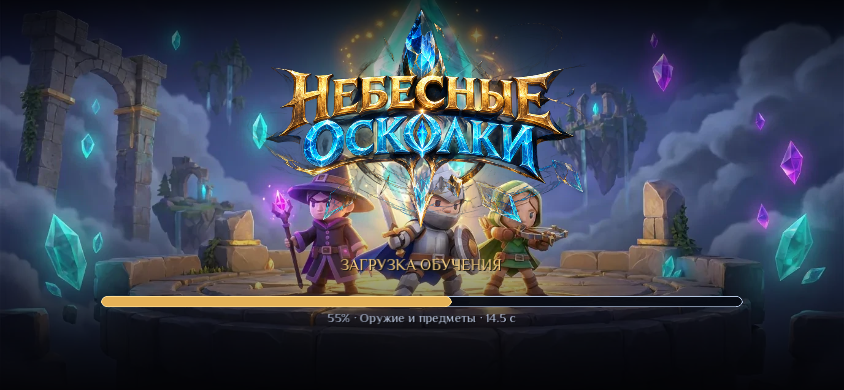 НЕБЕСНЫЕ
ОСКОЛКИ
ЗАГРУЗКА ОБУЧЕНИЯ
55% · Оружие и предметы · 14.5 с